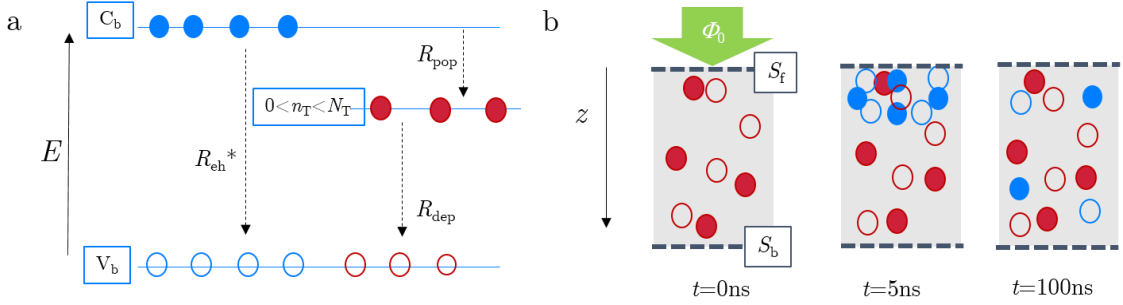 a
C_b
R_pop
0<n_T<N_T
E
R_eh*
R_dep
V_b
b
Φ_0
S_f
z
S_b
t=0ns
t=5ns
t=100ns